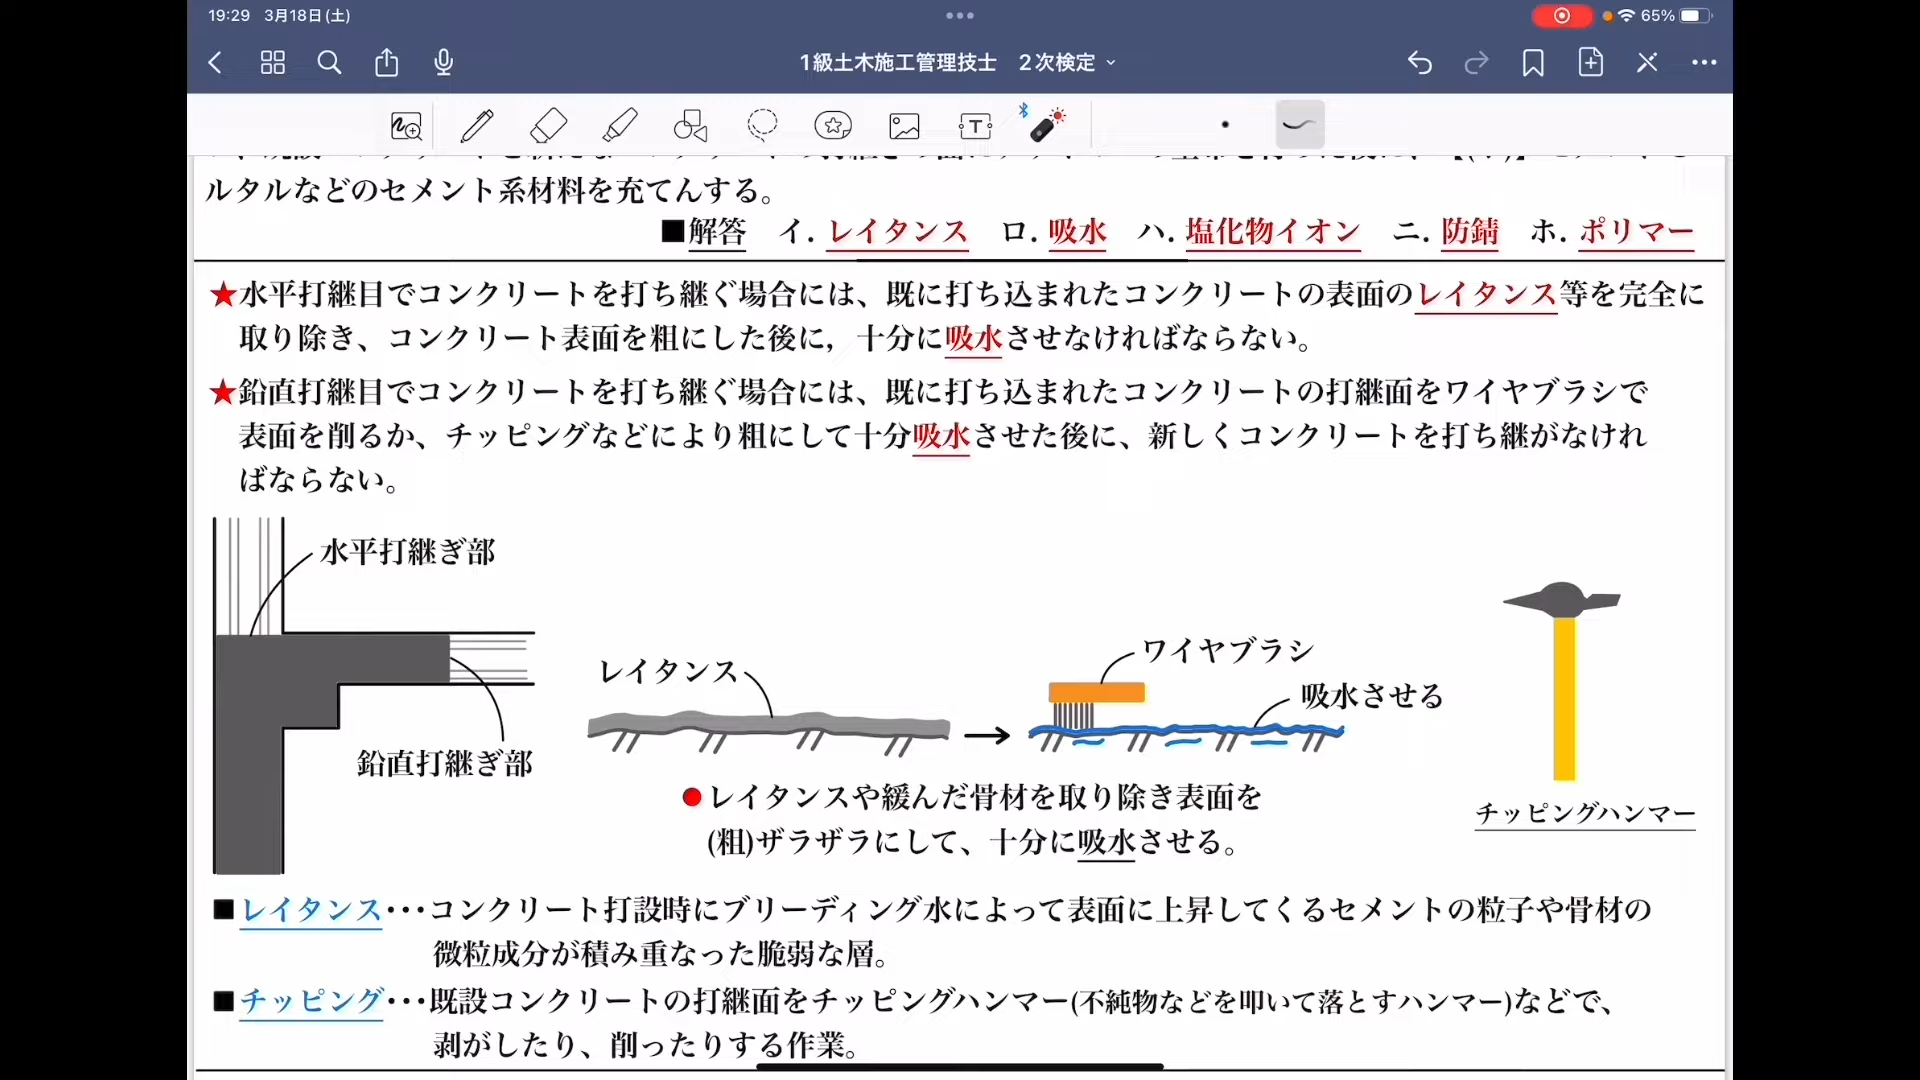 19:29 3月18日(土)
65%
1級土木施工管理技士 2次検定
ルタルなどのセメント系材料を充てんする。
■解答 イ. レイタンス ロ. 吸水 ハ. 塩化物イオン ニ. 防錆 ホ. ポリマー
★水平打継目でコンクリートを打ち継ぐ場合には、既に打ち込まれたコンクリートの表面のレイタンス等を完全に
取り除き、コンクリート表面を粗にした後に，十分に吸水させなければならない。
★鉛直打継目でコンクリートを打ち継ぐ場合には、既に打ち込まれたコンクリートの打継面をワイヤブラシで
表面を削るか、チッピングなどにより粗にして十分吸水させた後に、新しくコンクリートを打ち継がなけれ
ばならない。
水平打継ぎ部
鉛直打継ぎ部
レイタンス
ワイヤブラシ
吸水させる
●レイタンスや緩んだ骨材を取り除き表面を
(粗)ザラザラにして、十分に吸水させる。
チッピングハンマー
■レイタンス･･･コンクリート打設時にブリーディング水によって表面に上昇してくるセメントの粒子や骨材の
微粒成分が積み重なった脆弱な層。
■チッピング･･･既設コンクリートの打継面をチッピングハンマー(不純物などを叩いて落とすハンマー)などで、
剥がしたり、削ったりする作業。